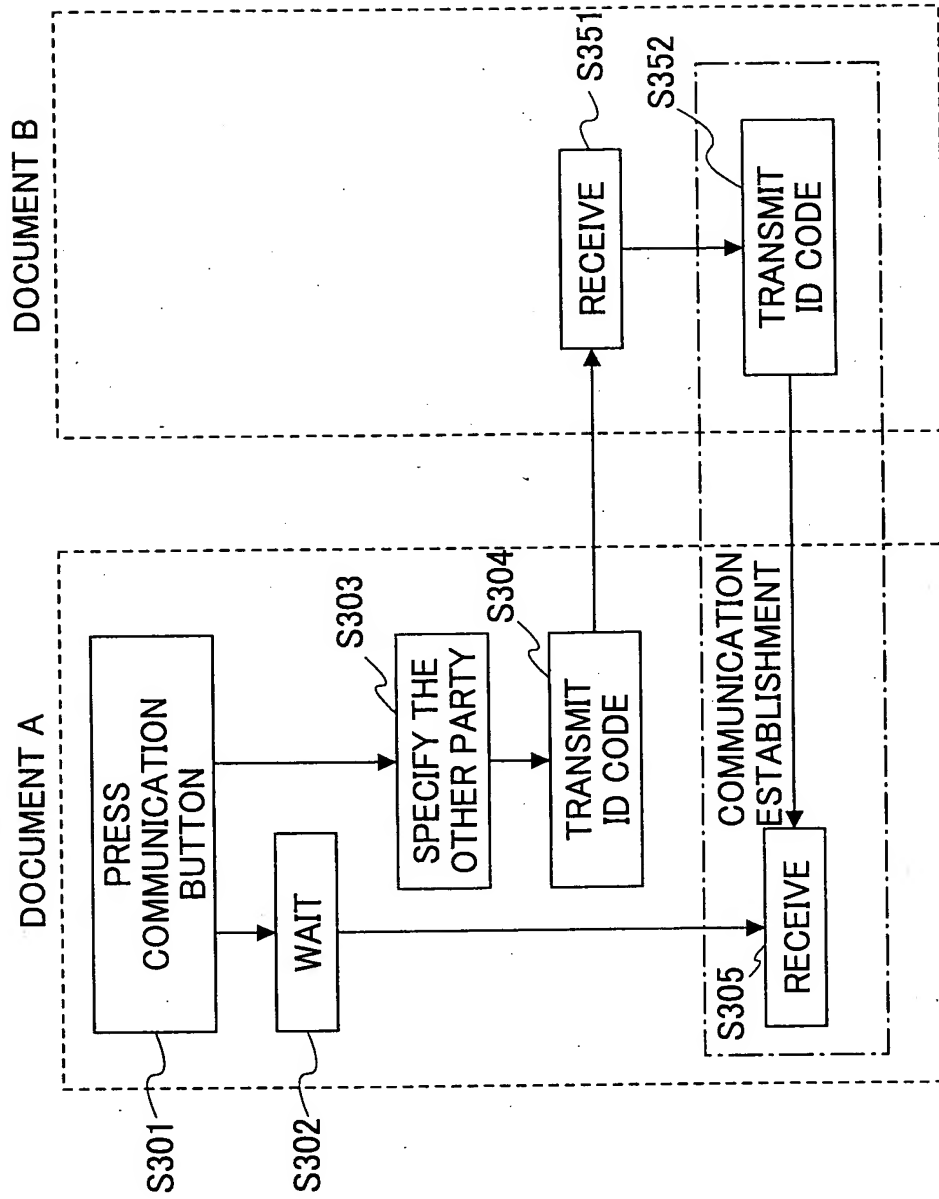 DOCUMENT A
DOCUMENT B
S301
PRESS
COMMUNICATION
BUTTON
S302
WAIT
S303
SPECIFY THE
OTHER PARTY
S304
TRANSMIT
ID CODE
S351
RECEIVE
S352
TRANSMIT
ID CODE
COMMUNICATION
ESTABLISHMENT
S305
RECEIVE